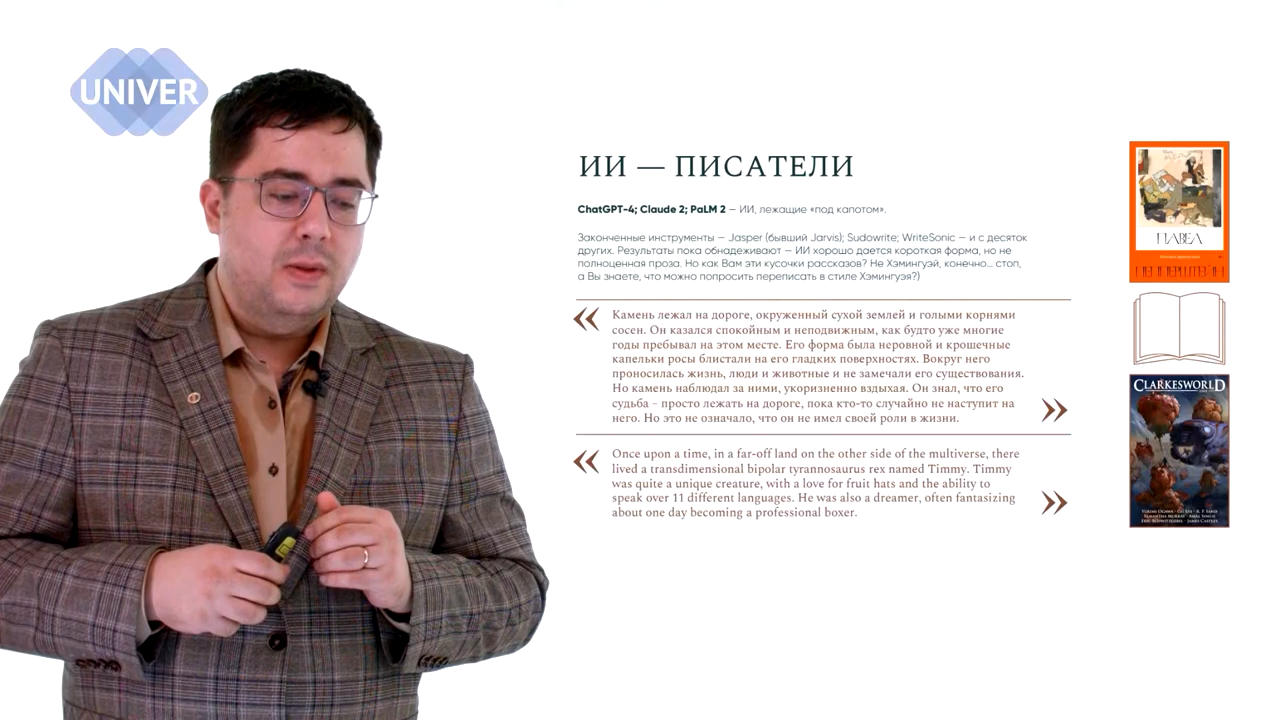 UNIVER
ИИ — ПИСАТЕЛИ
ChatGPT-4; Claude 2; PaLM 2 — ИИ, лежащие «под капотом».
Законченные инструменты — Jasper (бывший Jarvis); Sudowrite; WriteSonic — и с десяток
других. Результаты пока обнадеживают — ИИ хорошо дается короткая форма, но не
полноценная проза. Но как Вам эти кусочки рассказов? Не Хэмингуэй, конечно... стоп,
а Вы знаете, что можно попросить переписать в стиле Хэмингуэя?)
« Камень лежал на дороге, окруженный сухой землей и голыми корнями
сосен. Он казался спокойным и неподвижным, как будто уже многие
годы пребывал на этом месте. Его форма была неровной и крошечные
капельки росы блистали на его гладких поверхностях. Вокруг него
проносилась жизнь, люди и животные и не замечали его существования.
Но камень наблюдал за ними, укоризненно вздыхая. Он знал, что его
судьба - просто лежать на дороге, пока кто-то случайно не наступит на
него. Но это не означало, что он не имел своей роли в жизни. »
« Once upon a time, in a far-off land on the other side of the multiverse, there
lived a transdimensional bipolar tyrannosaurus rex named Timmy. Timmy
was quite a unique creature, with a love for fruit hats and the ability to
speak over 11 different languages. He was also a dreamer, often fantasizing
about one day becoming a professional boxer. »
ПАВЕЛ
CLARKESWORLD